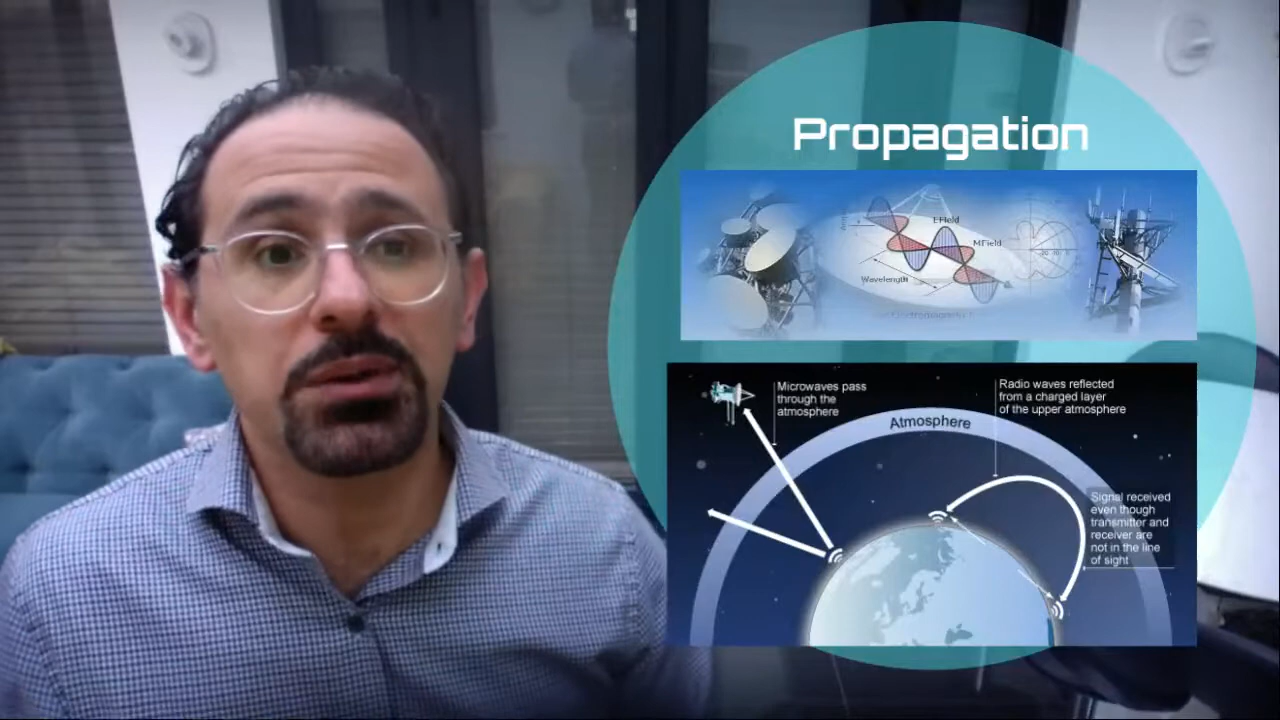 Propagation
E Field
M.Field
Wavelength
Microwaves pass
through the
atmosphere
Radio waves reflected
from a charged layer
of the upper atmosphere
Atmosphere
Signal received
even though
transmitter and
receiver are
not in the line
of sight